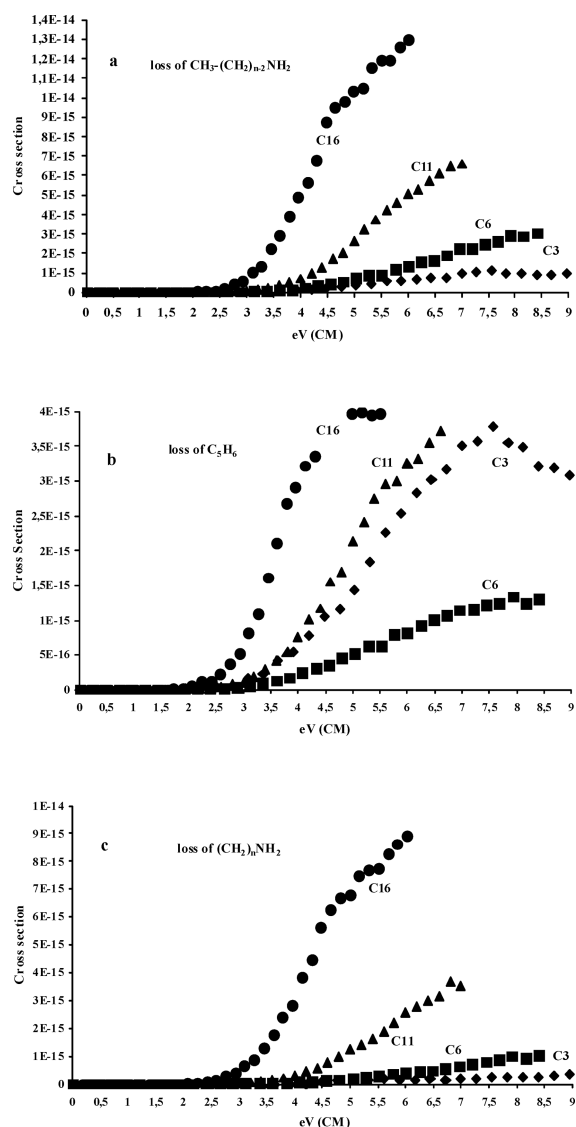 1,4E-14
1,3E-14
1,2E-14
1,1E-14
1E-14
9E-15
8E-15
7E-15
6E-15
5E-15
4E-15
3E-15
2E-15
1E-15
0
Cross section
a
loss of CH3-(CH2)n-2NH2
C16
C11
C6
C3
0 0,5 1 1,5 2 2,5 3 3,5 4 4,5 5 5,5 6 6,5 7 7,5 8 8,5 9
eV (CM)
4E-15
3,5E-15
3E-15
2,5E-15
2E-15
1,5E-15
1E-15
5E-16
0
Cross Section
b
loss of C5H6
C16
C11
C3
C6
0 0,5 1 1,5 2 2,5 3 3,5 4 4,5 5 5,5 6 6,5 7 7,5 8 8,5 9
eV (CM)
1E-14
9E-15
8E-15
7E-15
6E-15
5E-15
4E-15
3E-15
2E-15
1E-15
0
Cross section
c
loss of (CH2)nNH2
C16
C11
C6
C3
0 0,5 1 1,5 2 2,5 3 3,5 4 4,5 5 5,5 6 6,5 7 7,5 8 8,5 9
eV (CM)